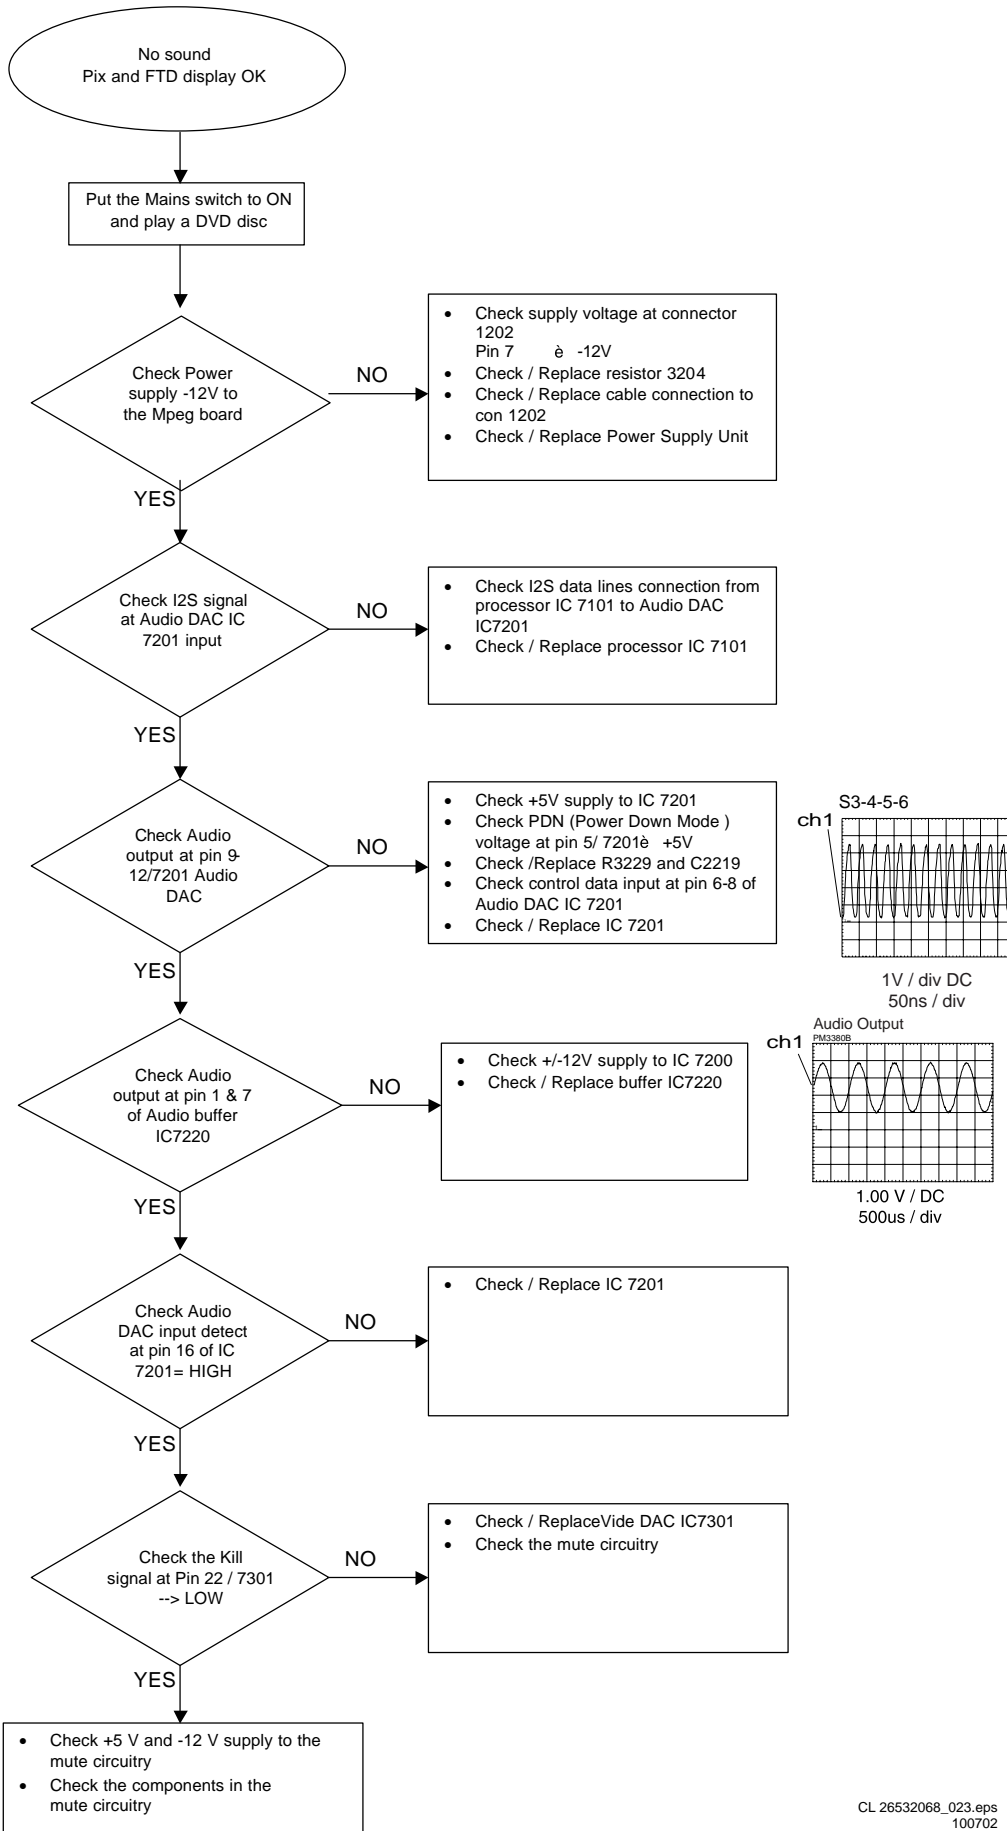 No sound
Pix and FTD display OK
Put the Mains switch to ON
and play a DVD disc
Check Power
supply -12V to
the Mpeg board
NO
• Check supply voltage at connector
1202
Pin 7 è -12V
• Check / Replace resistor 3204
• Check / Replace cable connection to
con 1202
• Check / Replace Power Supply Unit
YES
Check I2S signal
at Audio DAC IC
7201 input
NO
• Check I2S data lines connection from
processor IC 7101 to Audio DAC
IC7201
• Check / Replace processor IC 7101
YES
Check Audio
output at pin 9-
12/7201 Audio
DAC
NO
• Check +5V supply to IC 7201
• Check PDN (Power Down Mode )
voltage at pin 5/ 7201è +5V
• Check /Replace R3229 and C2219
• Check control data input at pin 6-8 of
Audio DAC IC 7201
• Check / Replace IC 7201
S3-4-5-6
ch1
1V / div DC
50ns / div
YES
Check Audio
output at pin 1 & 7
of Audio buffer
IC7220
NO
• Check +/-12V supply to IC 7200
• Check / Replace buffer IC7220
Audio Output
PM3380B
ch1
1.00 V / DC
500us / div
YES
Check Audio
DAC input detect
at pin 16 of IC
7201= HIGH
NO
• Check / Replace IC 7201
YES
Check the Kill
signal at Pin 22 / 7301
--> LOW
NO
• Check / ReplaceVide DAC IC7301
• Check the mute circuitry
YES
• Check +5 V and -12 V supply to the
mute circuitry
• Check the components in the
mute circuitry
CL 26532068_023.eps
100702